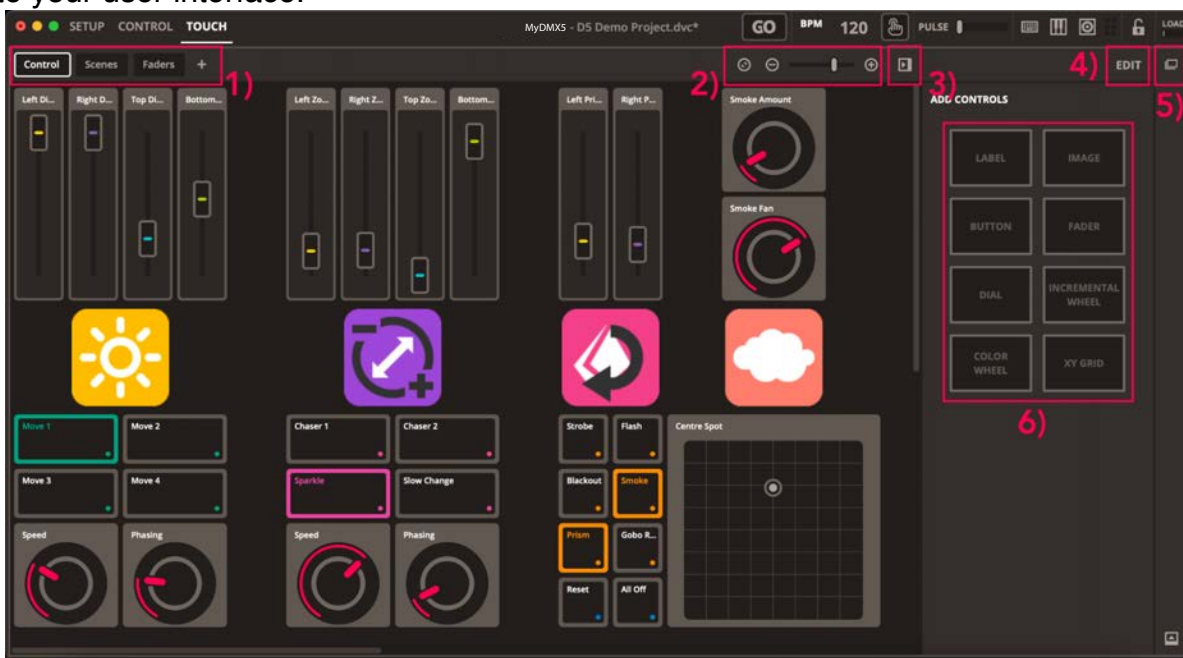 to your user interface.
SETUP CONTROL TOUCH
MyDMX5 - D5 Demo Project.dvc*
GO BPM 120 PULSE LOAD
Control Scenes Faders +
1)
2)
3)
4)
EDIT
5)
Left Di... Right D... Top Di... Bottom...
Left Zo... Right Z... Top Zo... Bottom...
Left Pri... Right P...
Smoke Amount
Smoke Fan
ADD CONTROLS
LABEL IMAGE
BUTTON FADER
DIAL INCREMENTAL WHEEL
COLOR WHEEL XY GRID
6)
Move 1 Move 2
Move 3 Move 4
Speed Phasing
Chaser 1 Chaser 2
Sparkle Slow Change
Speed Phasing
Strobe Flash
Blackout Smoke
Prism Gobo R...
Reset All Off
Centre Spot